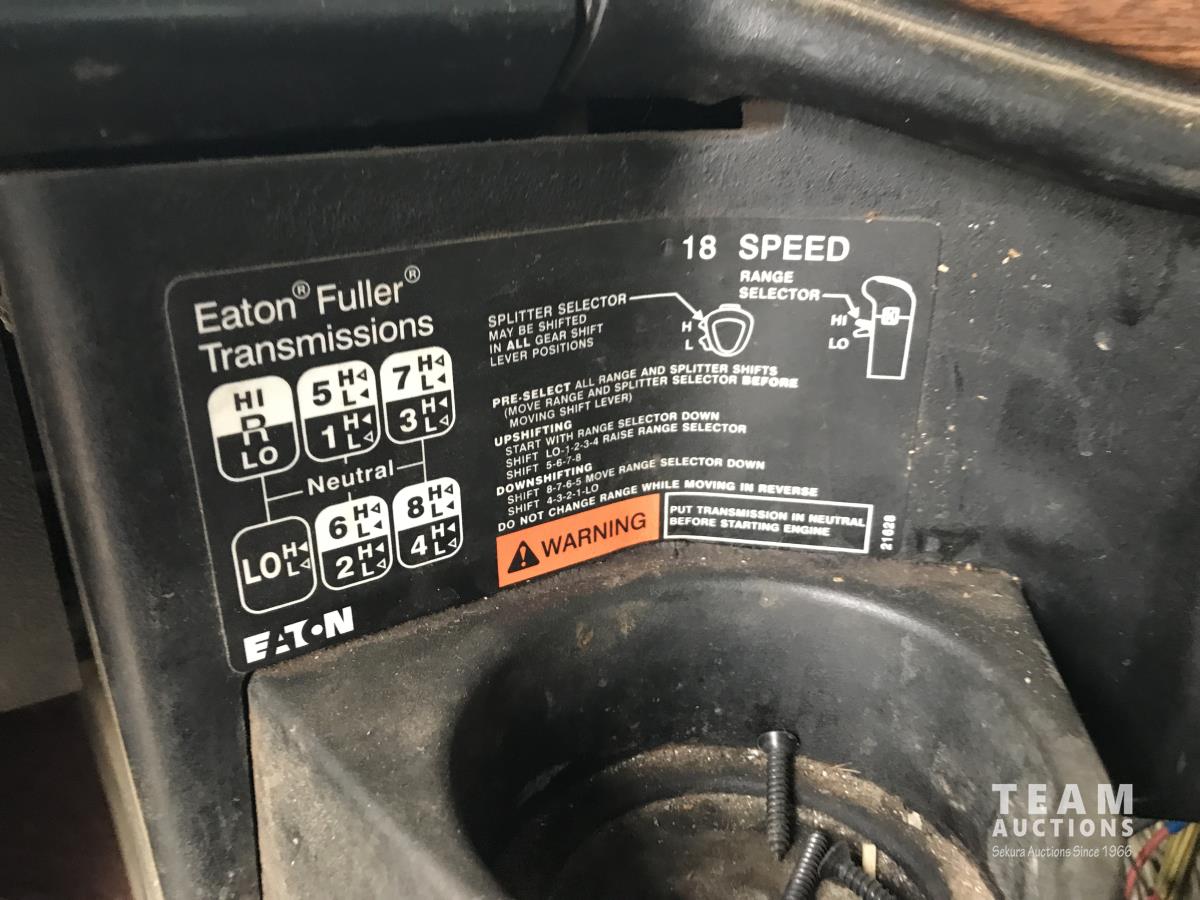 18 SPEED
Eaton® Fuller®
Transmissions
HI
R
LO
5 H
L
1 H
L
7 H
L
3 H
L
Neutral
LO H
L
6 H
L
2 H
L
8 H
L
4 H
L
EATON
SPLITTER SELECTOR
MAY BE SHIFTED
IN ALL GEAR SHIFT
LEVER POSITIONS
H
L
RANGE
SELECTOR
HI
LO
PRE-SELECT ALL RANGE AND SPLITTER SHIFTS
(MOVE RANGE AND SPLITTER SELECTOR BEFORE
MOVING SHIFT LEVER)
UPSHIFTING
START WITH RANGE SELECTOR DOWN
SHIFT LO-1-2-3-4 RAISE RANGE SELECTOR
SHIFT 5-6-7-8
DOWNSHIFTING
SHIFT 8-7-6-5 MOVE RANGE SELECTOR DOWN
SHIFT 4-3-2-1-LO
DO NOT CHANGE RANGE WHILE MOVING IN REVERSE
WARNING
PUT TRANSMISSION IN NEUTRAL
BEFORE STARTING ENGINE
21628
TEAM
AUCTIONS
Sekura Auctions Since 1966